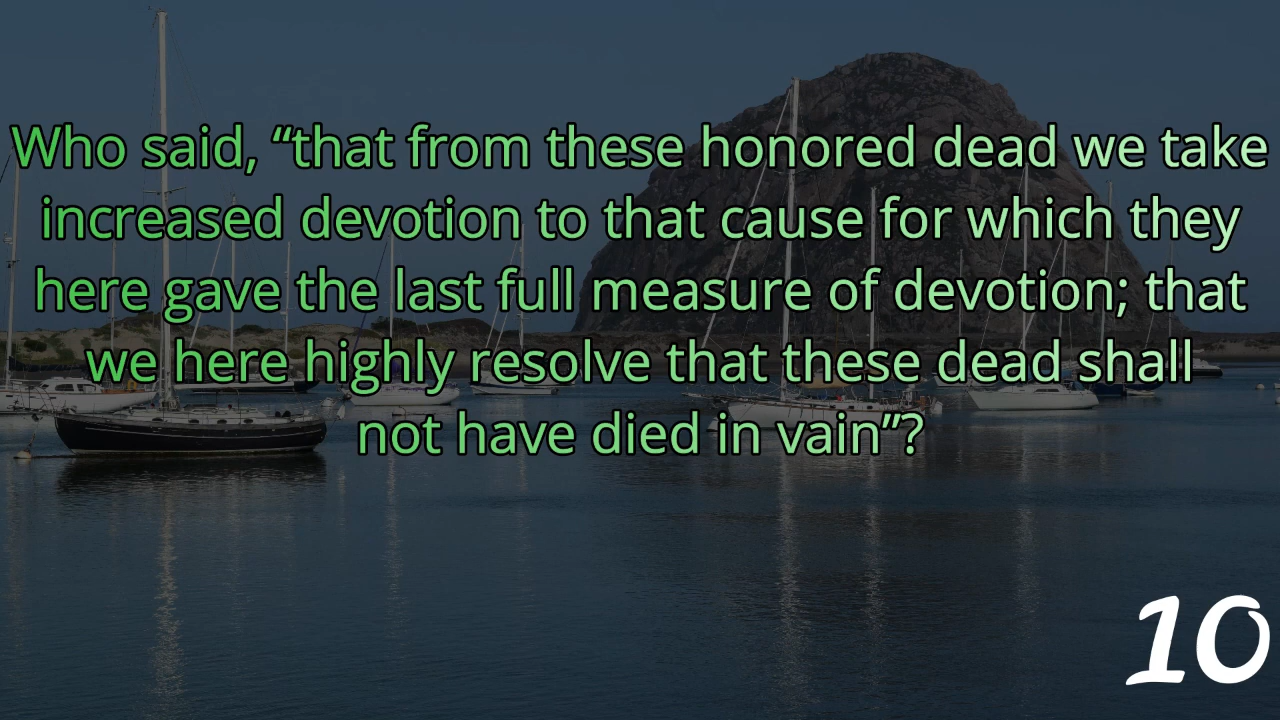 Who said, “that from these honored dead we take
increased devotion to that cause for which they
here gave the last full measure of devotion; that
we here highly resolve that these dead shall
not have died in vain”?
10